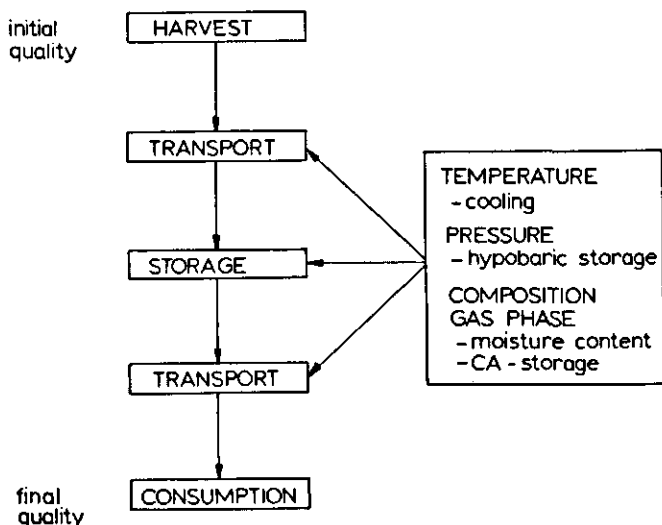 initial
quality
HARVEST
TRANSPORT
STORAGE
TRANSPORT
final
quality
CONSUMPTION
TEMPERATURE
- cooling
PRESSURE
- hypobaric storage
COMPOSITION
GAS PHASE
- moisture content
- CA - storage